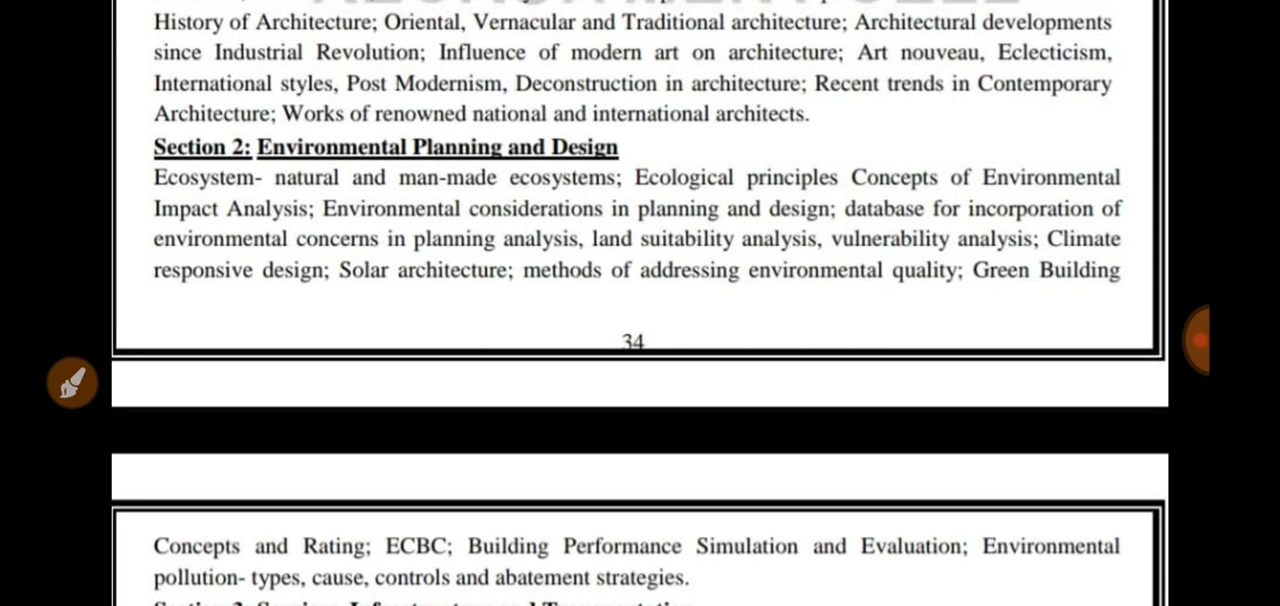 History of Architecture; Oriental, Vernacular and Traditional architecture; Architectural developments
since Industrial Revolution; Influence of modern art on architecture; Art nouveau, Eclecticism,
International styles, Post Modernism, Deconstruction in architecture; Recent trends in Contemporary
Architecture; Works of renowned national and international architects.
Section 2: Environmental Planning and Design
Ecosystem- natural and man-made ecosystems; Ecological principles Concepts of Environmental
Impact Analysis; Environmental considerations in planning and design; database for incorporation of
environmental concerns in planning analysis, land suitability analysis, vulnerability analysis; Climate
responsive design; Solar architecture; methods of addressing environmental quality; Green Building
34
Concepts and Rating; ECBC; Building Performance Simulation and Evaluation; Environmental
pollution- types, cause, controls and abatement strategies.